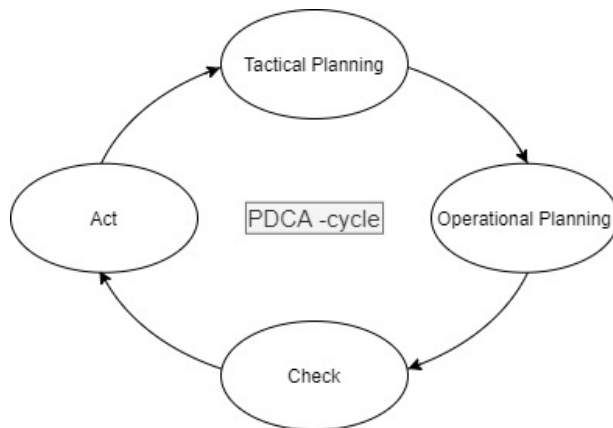 Tactical Planning
Act
PDCA -cycle
Operational Planning
Check